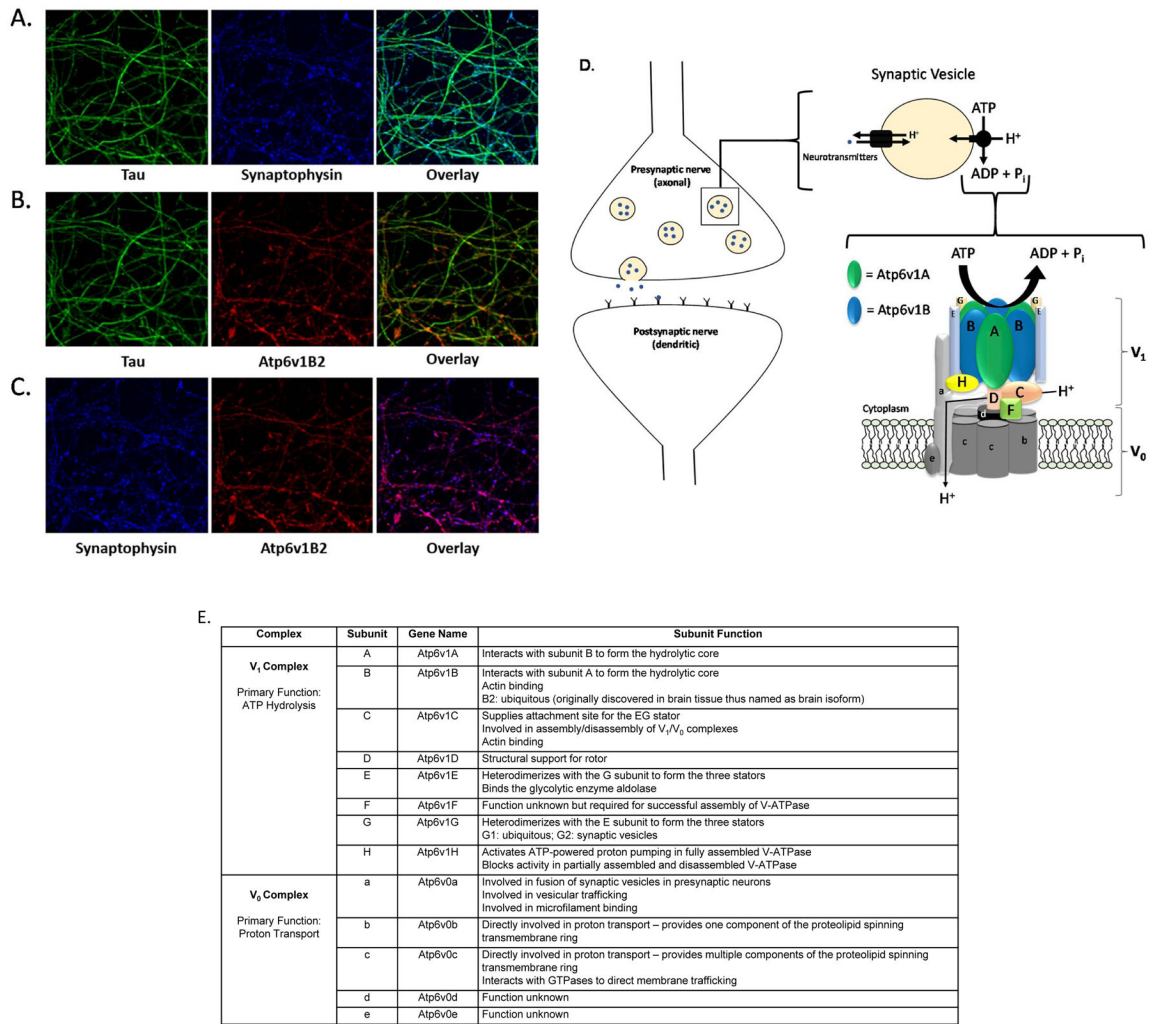 A.
Tau
Synaptophysin
Overlay
B.
Tau
Atp6v1B2
Overlay
C.
Synaptophysin
Atp6v1B2
Overlay
D.
Synaptic Vesicle
ATP
H+
H+
Neurotransmitters
ADP + Pi
Presynaptic nerve
(axonal)
Postsynaptic nerve
(dendritic)
ATP
ADP + Pi
= Atp6v1A
= Atp6v1B
G
G
E
E
B
A
B
V1
H
a
D
C
H+
F
d
Cytoplasm
c
c
b
e
V0
H+
E.
Complex Subunit Gene Name Subunit Function
V1 Complex
Primary Function:
ATP Hydrolysis
A Atp6v1A Interacts with subunit B to form the hydrolytic core
B Atp6v1B Interacts with subunit A to form the hydrolytic core
Actin binding
B2: ubiquitous (originally discovered in brain tissue thus named as brain isoform)
C Atp6v1C Supplies attachment site for the EG stator
Involved in assembly/disassembly of V1/V0 complexes
Actin binding
D Atp6v1D Structural support for rotor
E Atp6v1E Heterodimerizes with the G subunit to form the three stators
Binds the glycolytic enzyme aldolase
F Atp6v1F Function unknown but required for successful assembly of V-ATPase
G Atp6v1G Heterodimerizes with the E subunit to form the three stators
G1: ubiquitous; G2: synaptic vesicles
H Atp6v1H Activates ATP-powered proton pumping in fully assembled V-ATPase
Blocks activity in partially assembled and disassembled V-ATPase
V0 Complex
Primary Function:
Proton Transport
a Atp6v0a Involved in fusion of synaptic vesicles in presynaptic neurons
Involved in vesicular trafficking
Involved in microfilament binding
b Atp6v0b Directly involved in proton transport – provides one component of the proteolipid spinning
transmembrane ring
c Atp6v0c Directly involved in proton transport – provides multiple components of the proteolipid spinning
transmembrane ring
Interacts with GTPases to direct membrane trafficking
d Atp6v0d Function unknown
e Atp6v0e Function unknown